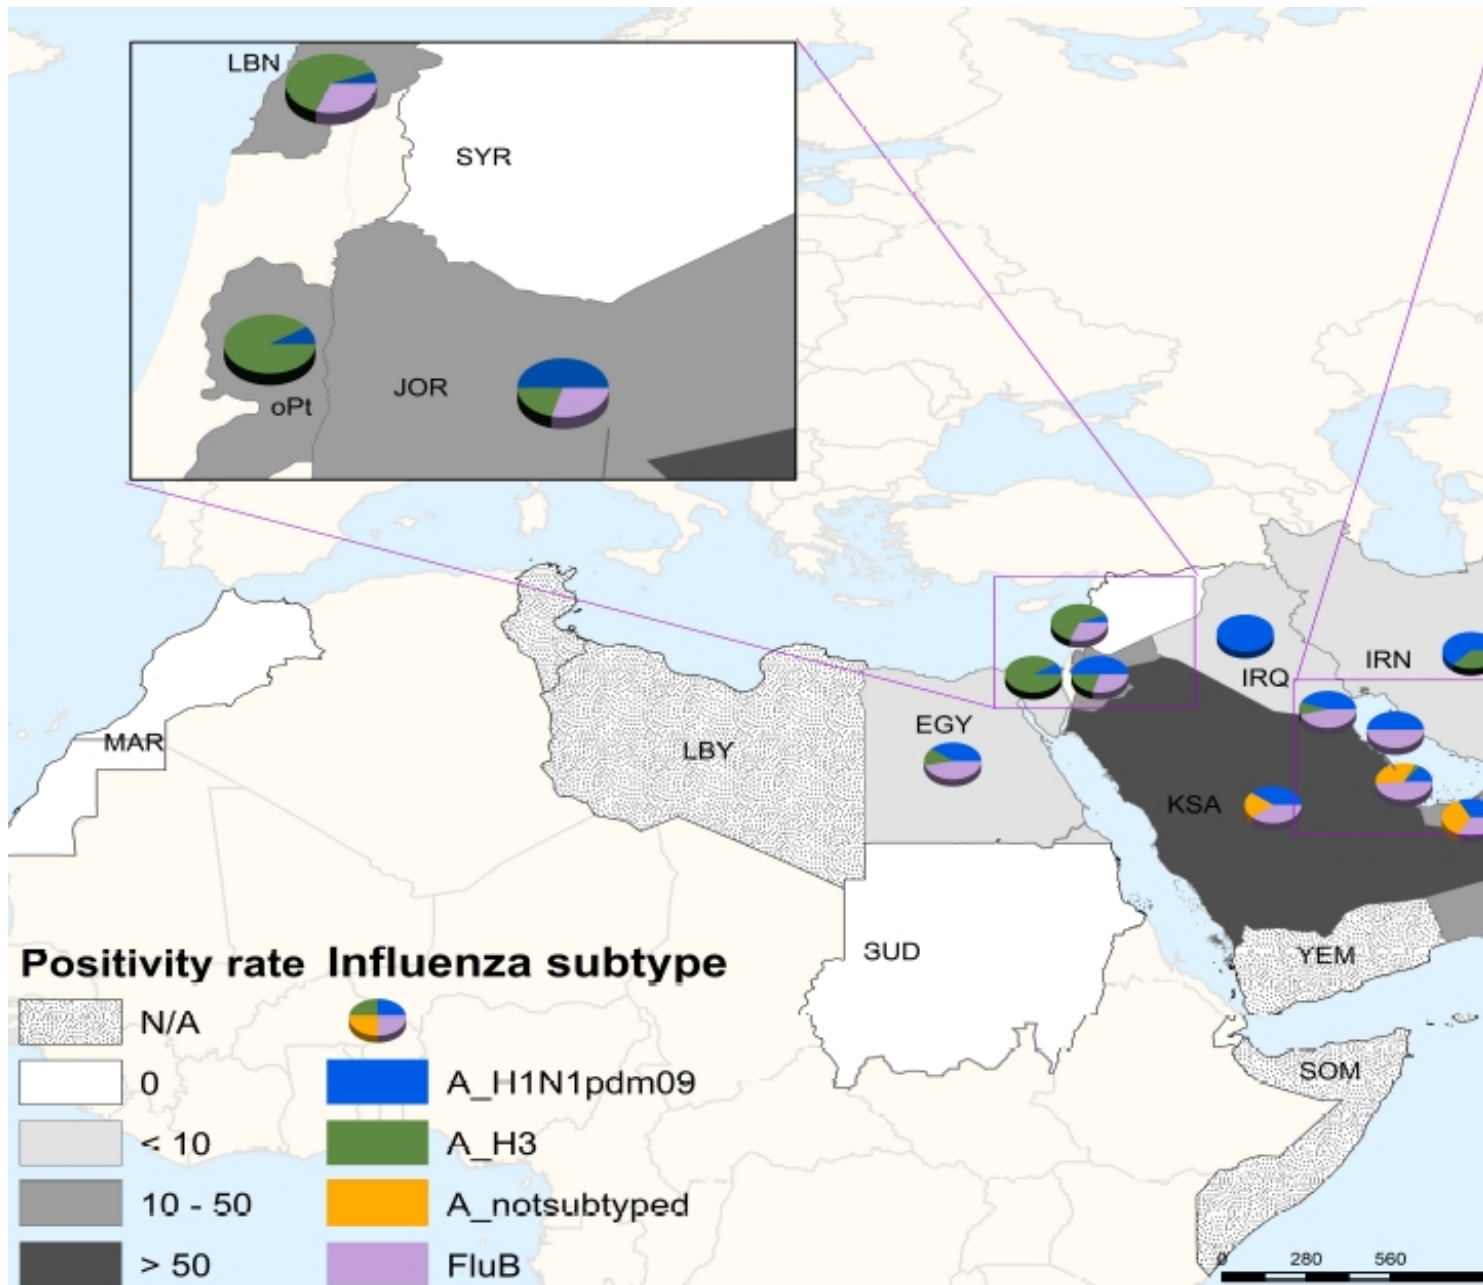 LBN
SYR
JOR
oPt
IRQ
IRN
MAR
LBY
EGY
KSA
SUD
YEM
SOM
Positivity rate Influenza subtype
N/A
0 A_H1N1pdm09
< 10 A_H3
10 - 50 A_notsubtyped
> 50 FluB
0 280 560